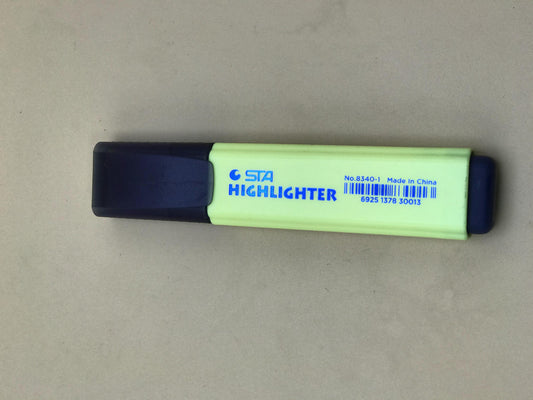 STA
HIGHLIGHTER
No.8340-1 Made in China
6925 1378 30013